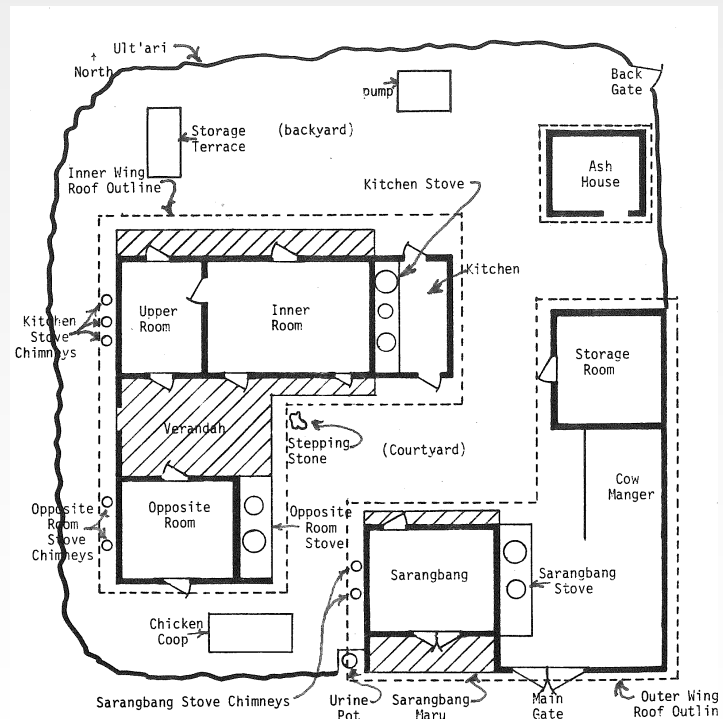 Ult'ari
↑
North
Back
Gate
pump
Storage
Terrace
(backyard)
Inner Wing
Roof Outline
Kitchen Stove
Ash
House
Kitchen
Upper
Room
Inner
Room
Kitchen
Stove
Chimneys
Storage
Room
Verandah
Stepping
Stone
(Courtyard)
Cow
Manger
Opposite
Room
Stove
Chimneys
Opposite
Room
Opposite
Room
Stove
Sarangbang
Sarangbang
Stove
Chicken
Coop
Sarangbang Stove Chimneys
Urine
Pot
Sarangbang
Maru
Main
Gate
Outer Wing
Roof Outlin